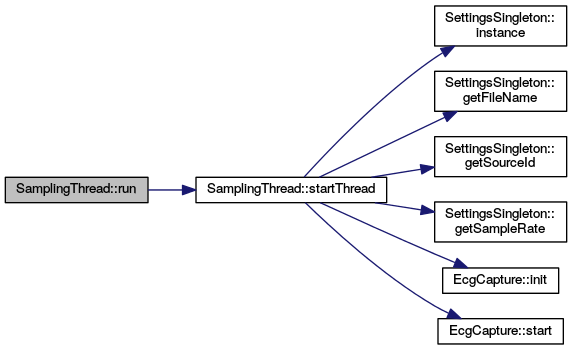 SamplingThread::run
SamplingThread::startThread
SettingsSingleton::
instance
SettingsSingleton::
getFileName
SettingsSingleton::
getSourceId
SettingsSingleton::
getSampleRate
EcgCapture::init
EcgCapture::start